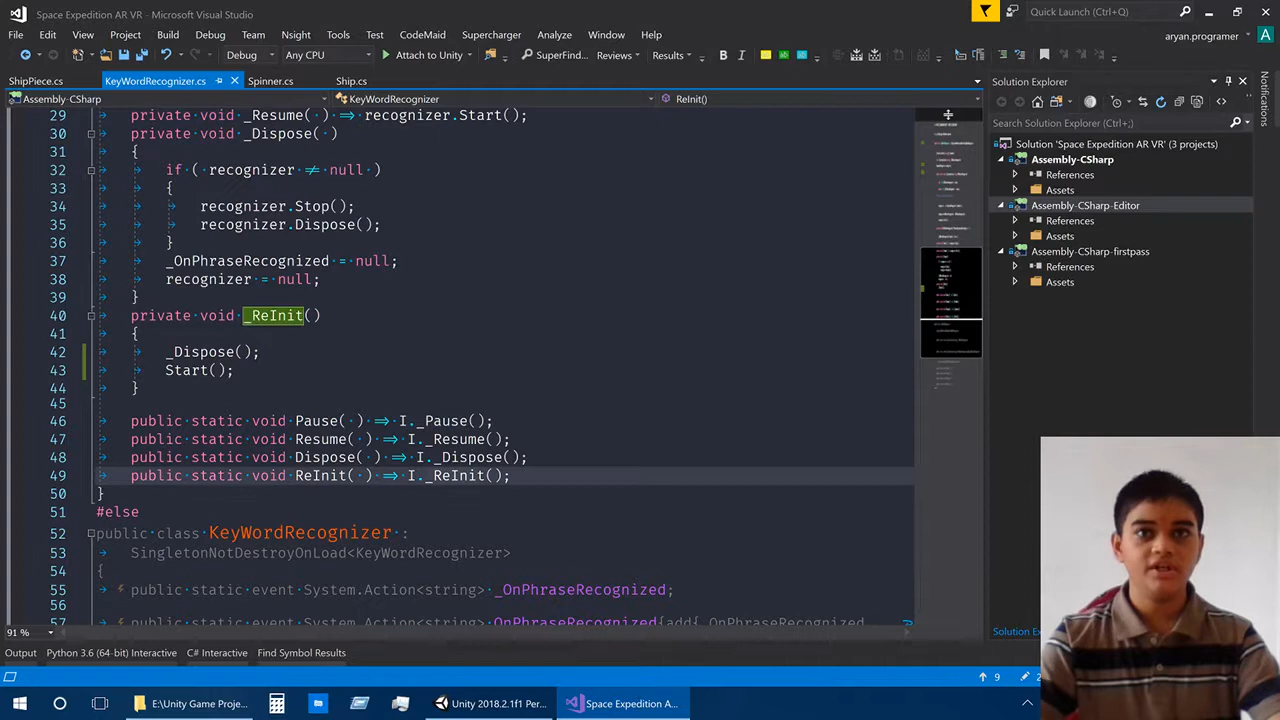 Space Expedition AR VR - Microsoft Visual Studio
Quick Launch (Ctrl+Q)
File Edit View Project Build Debug Team Nsight Tools Test CodeMaid Supercharger Analyze Window Help
aryan.programer A
Debug Any CPU Attach to Unity SuperFind... Reviews Results B I
ShipPiece.cs KeyWordRecognizer.cs Spinner.cs Ship.cs
Solution Explorer
Notifications
Assembly-CSharp KeyWordRecognizer ReInit()
Search Solution Explorer (Ctrl+;)
Solution 'Space Expedition AR VR' (3 projects)
Assembly-CSharp
References
Assets
Assembly-CSharp-Editor
References
Assets
Assembly-CSharp-firstpass
References
Assets
29 private void _Resume( ) => recognizer.Start();
30 private void _Dispose( )
31 {
32 if ( recognizer ≠ null )
33 {
34 recognizer.Stop();
35 recognizer.Dispose();
36 }
37 _OnPhraseRecognized = null;
38 recognizer = null;
39 }
40 private void _ReInit()
41 {
42 _Dispose();
43 Start();
44 }
45
46 public static void Pause( ) => I._Pause();
47 public static void Resume( ) => I._Resume();
48 public static void Dispose( ) => I._Dispose();
49 public static void ReInit( ) => I._ReInit();
50 }
51 #else
52 public class KeyWordRecognizer :
53 SingletonNotDestroyOnLoad<KeyWordRecognizer>
54 {
55 public static event System.Action<string> _OnPhraseRecognized;
56
57 public static event System.Action<string> OnPhraseRecognized{add{_OnPhraseRecognized
91 %
Solution Ex
Output Python 3.6 (64-bit) Interactive C# Interactive Find Symbol Results
9
E:\Unity Game Proje... Unity 2018.2.1f1 Per... Space Expedition A...